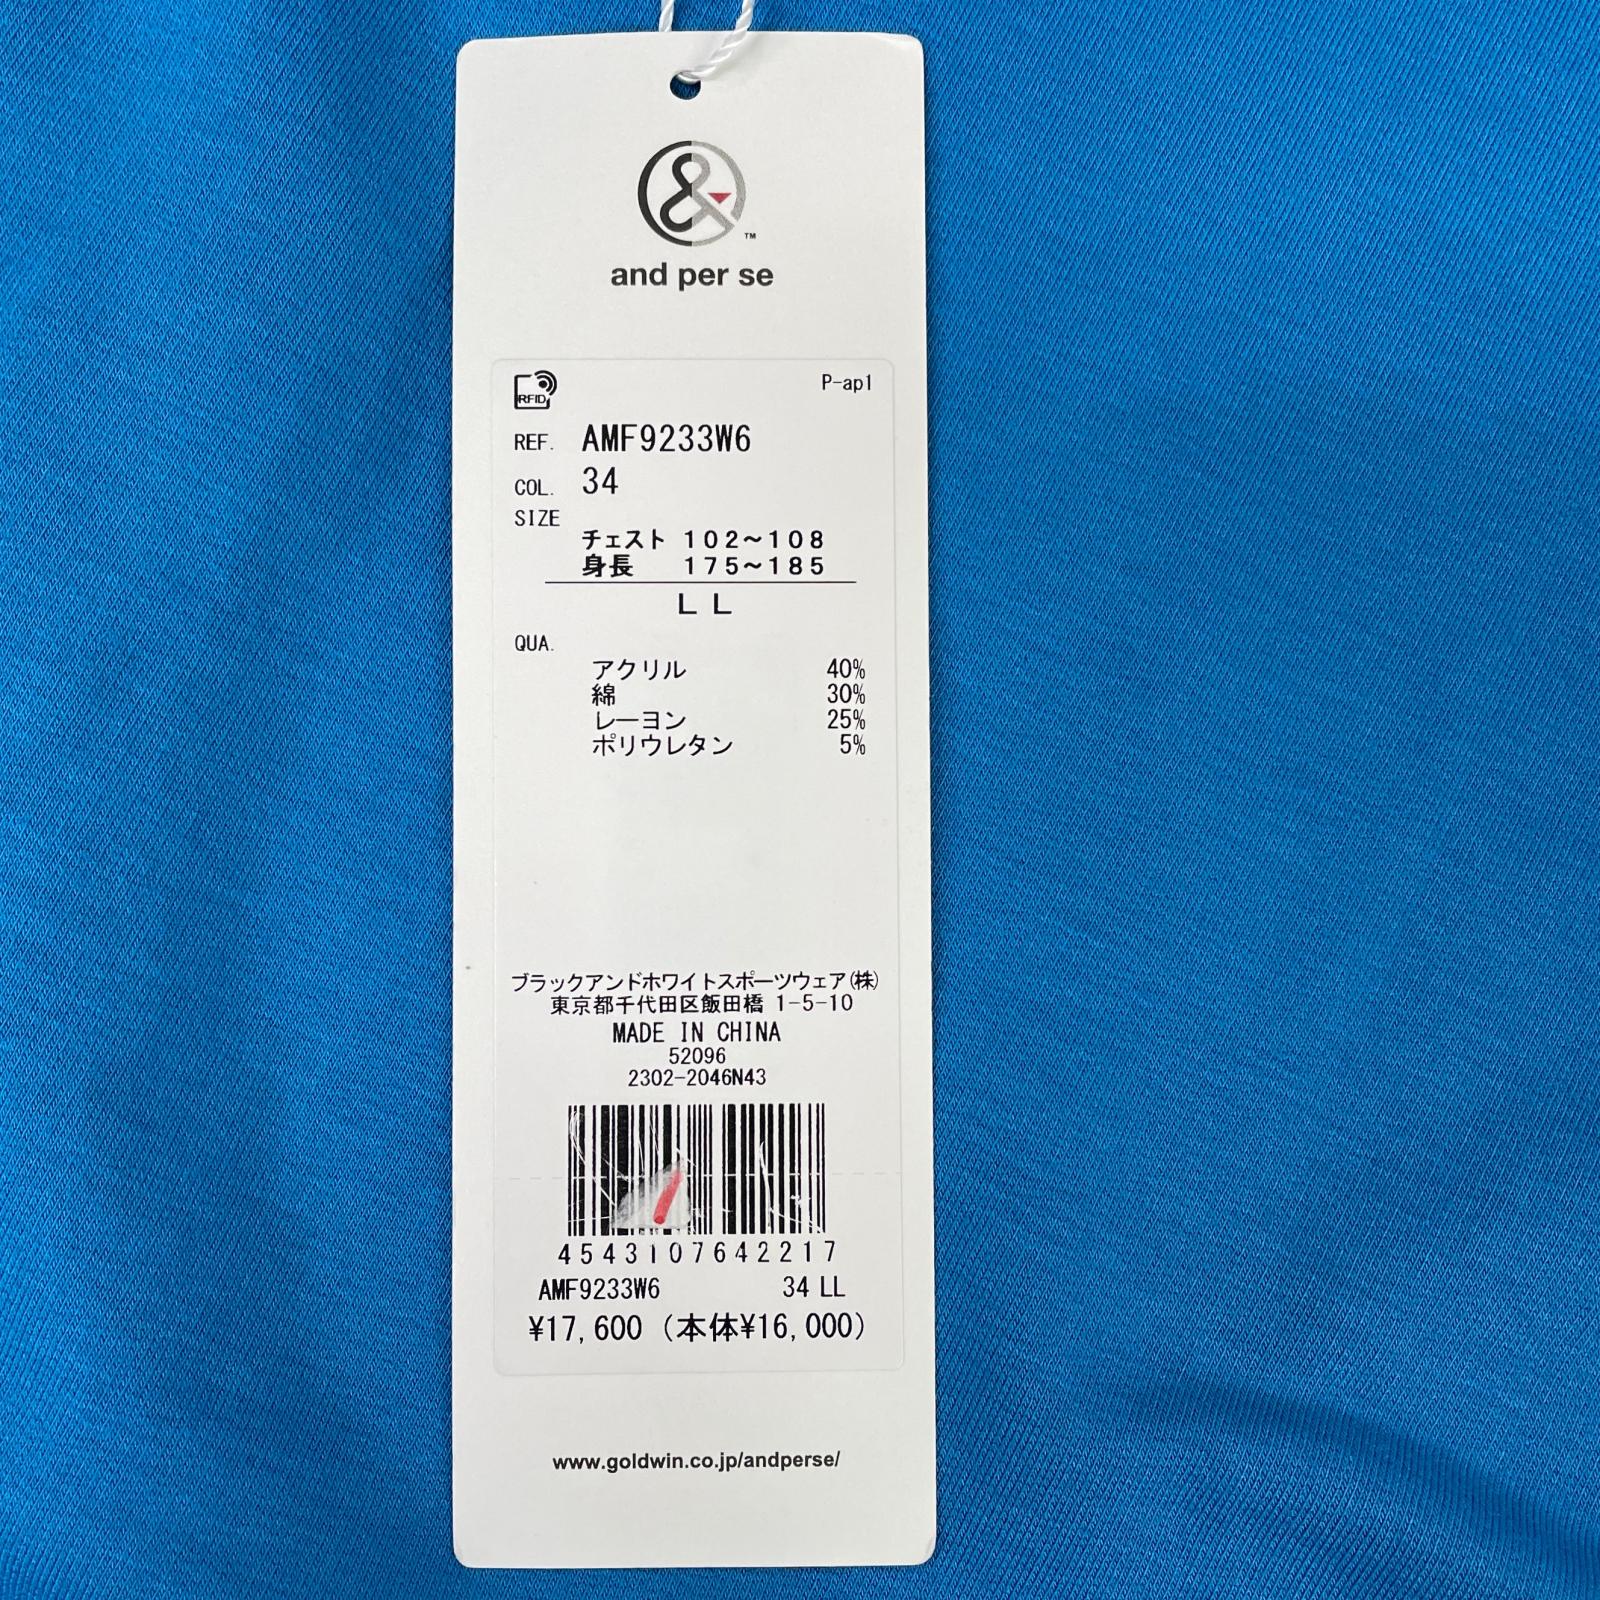 &
TM
and per se
RFID
P-ap1
REF. AMF9233W6
COL. 34
SIZE
チェスト 102～108
身長 175～185
LL
QUA.
アクリル 40%
綿 30%
レーヨン 25%
ポリウレタン 5%
ブラックアンドホワイトスポーツウェア(株)
東京都千代田区飯田橋 1-5-10
MADE IN CHINA
52096
2302-2046N43
4543107642217
AMF9233W6 34 LL
¥17,600 (本体¥16,000)
www.goldwin.co.jp/andperse/